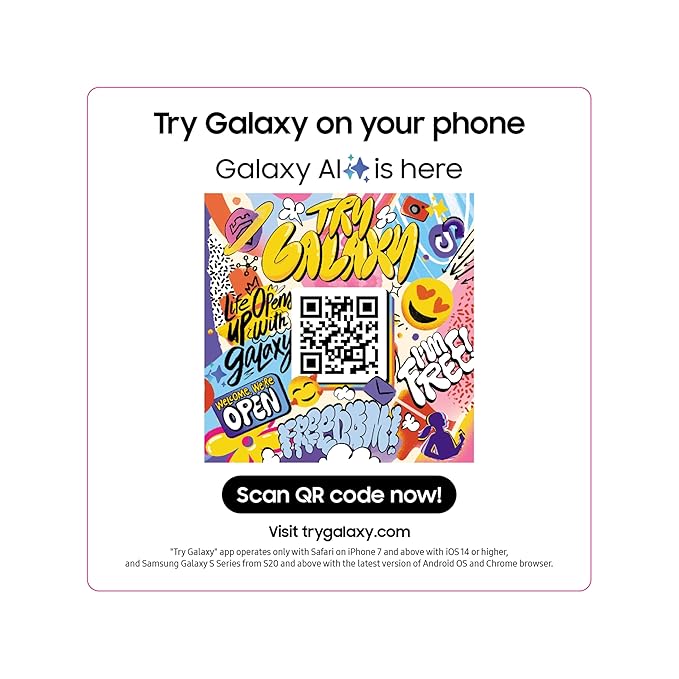 Try Galaxy on your phone
Galaxy AI is here
TRY
GALAXY
Life Opens
up with
galaxy
I'M
FREE!
WELCOME, WE'RE
OPEN
FREEDOM!
Scan QR code now!
Visit trygalaxy.com
"Try Galaxy" app operates only with Safari on iPhone 7 and above with iOS 14 or higher,
and Samsung Galaxy S Series from S20 and above with the latest version of Android OS and Chrome browser.